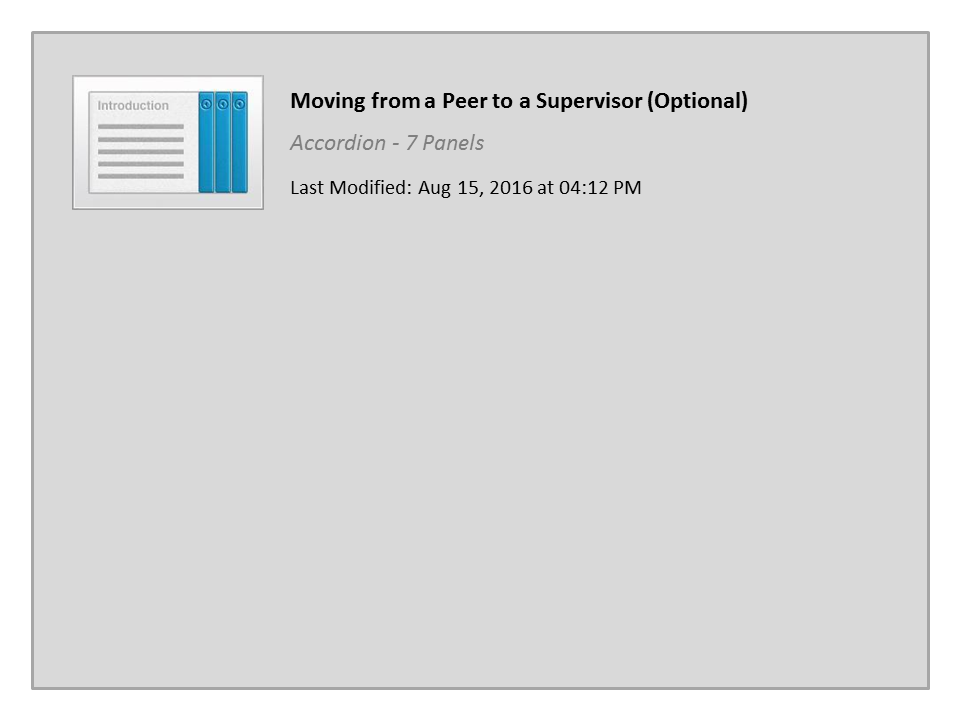 Introduction
Moving from a Peer to a Supervisor (Optional)
Accordion - 7 Panels
Last Modified: Aug 15, 2016 at 04:12 PM